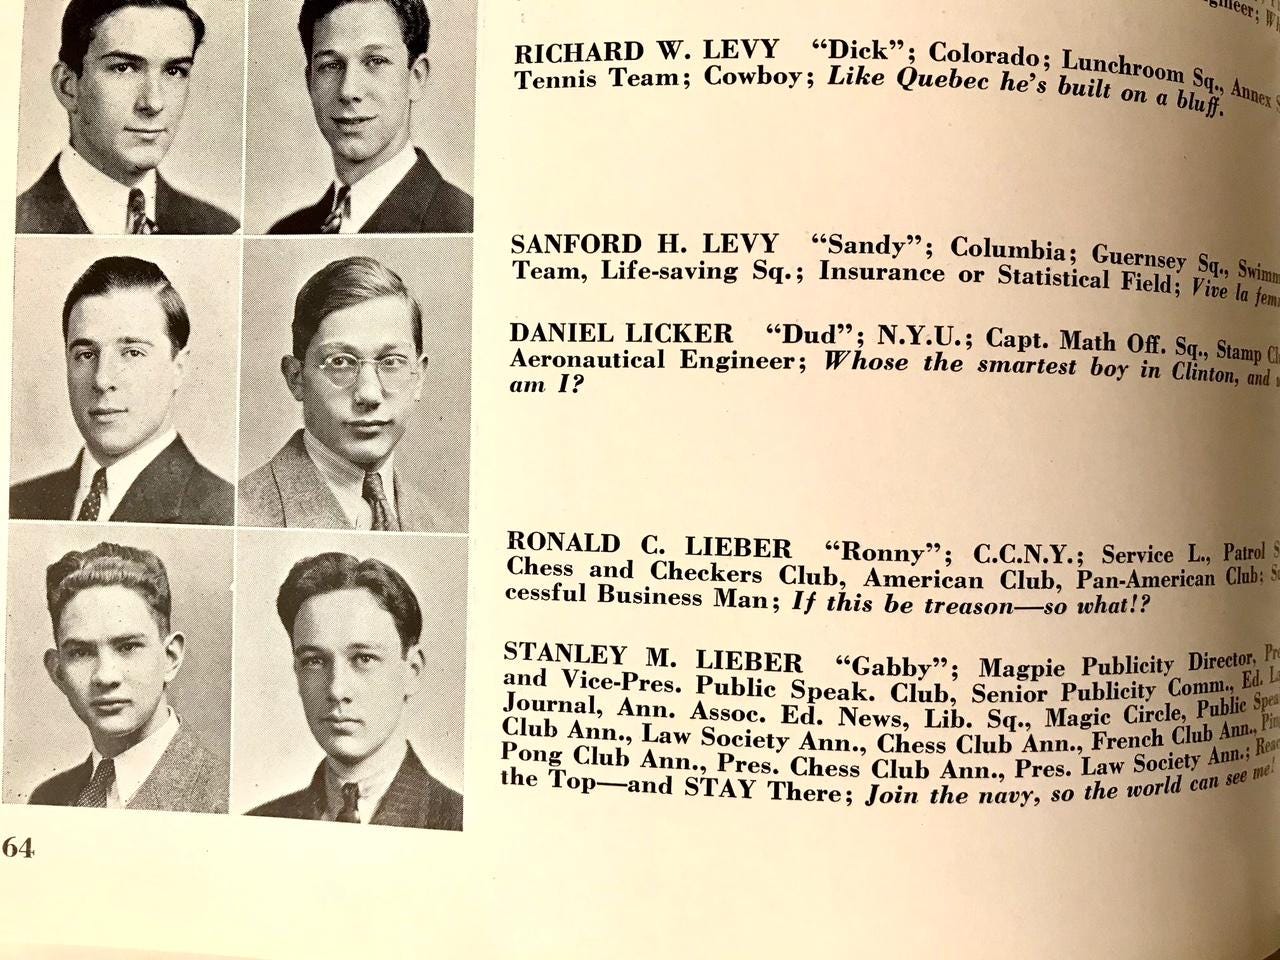 gineer; Wh
RICHARD W. LEVY “Dick”; Colorado; Lunchroom Sq., Annex S
Tennis Team; Cowboy; Like Quebec he's built on a bluff.
SANFORD H. LEVY “Sandy”; Columbia; Guernsey Sq., Swimm
Team, Life-saving Sq.; Insurance or Statistical Field; Vive la fem
DANIEL LICKER “Dud”; N.Y.U.; Capt. Math Off. Sq., Stamp Cl
Aeronautical Engineer; Whose the smartest boy in Clinton, and
am I?
RONALD C. LIEBER “Ronny”; C.C.N.Y.; Service L., Patrol S
Chess and Checkers Club, American Club, Pan-American Club; S
cessful Business Man; If this be treason—so what!?
STANLEY M. LIEBER “Gabby”; Magpie Publicity Director, Pre
and Vice-Pres. Public Speak. Club, Senior Publicity Comm., Ed. La
Journal, Ann. Assoc. Ed. News, Lib. Sq., Magic Circle, Public Spea
Club Ann., Law Society Ann., Chess Club Ann., French Club Ann., Pin
Pong Club Ann., Pres. Chess Club Ann., Pres. Law Society Ann.; Reac
the Top—and STAY There; Join the navy, so the world can see me!
64